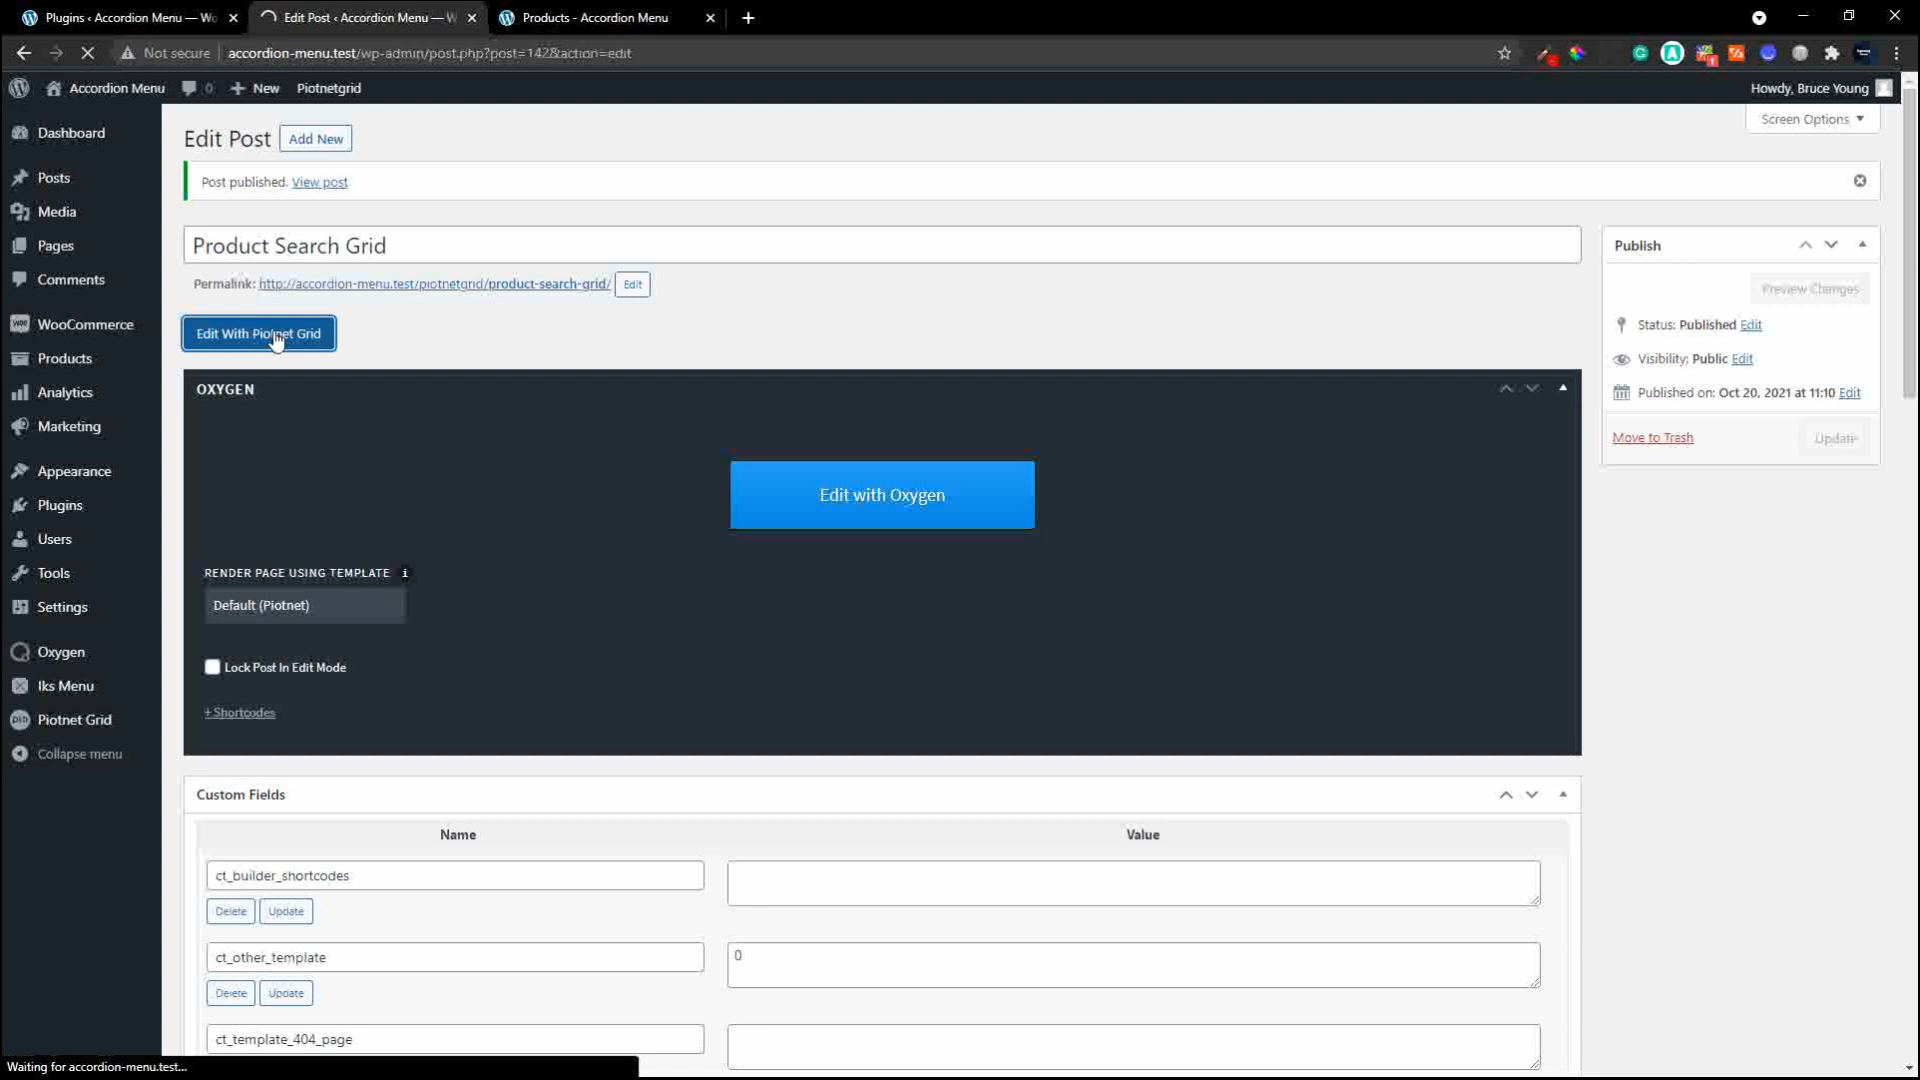 Plugins ‹ Accordion Menu — Wo
Edit Post ‹ Accordion Menu — W
Products - Accordion Menu
Not secure
accordion-menu.test/wp-admin/post.php?post=142&action=edit
Accordion Menu
0
New
Piotnetgrid
Howdy, Bruce Young
Screen Options
Dashboard
Posts
Media
Pages
Comments
WooCommerce
Products
Analytics
Marketing
Appearance
Plugins
Users
Tools
Settings
Oxygen
Iks Menu
Piotnet Grid
Collapse menu
Edit Post
Add New
Post published. View post
Product Search Grid
Permalink: http://accordion-menu.test/piotnetgrid/product-search-grid/
Edit
Edit With Piotnet Grid
OXYGEN
Edit with Oxygen
RENDER PAGE USING TEMPLATE
i
Default (Piotnet)
Lock Post In Edit Mode
+ Shortcodes
Custom Fields
Name
Value
ct_builder_shortcodes
Delete
Update
ct_other_template
0
Delete
Update
ct_template_404_page
Publish
Preview Changes
Status: Published Edit
Visibility: Public Edit
Published on: Oct 20, 2021 at 11:10 Edit
Move to Trash
Update
Waiting for accordion-menu.test...